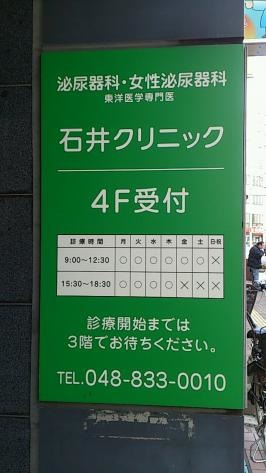 泌尿器科・女性泌尿器科
東洋医学専門医
石井クリニック
4F受付
診療時間 月 火 水 木 金 土 日祝
9:00〜12:30 ○ ○ ○ ○ ○ ○ ×
15:30〜18:30 ○ ○ ○ ○ × × ×
診療開始までは
3階でお待ちください。
TEL.048-833-0010